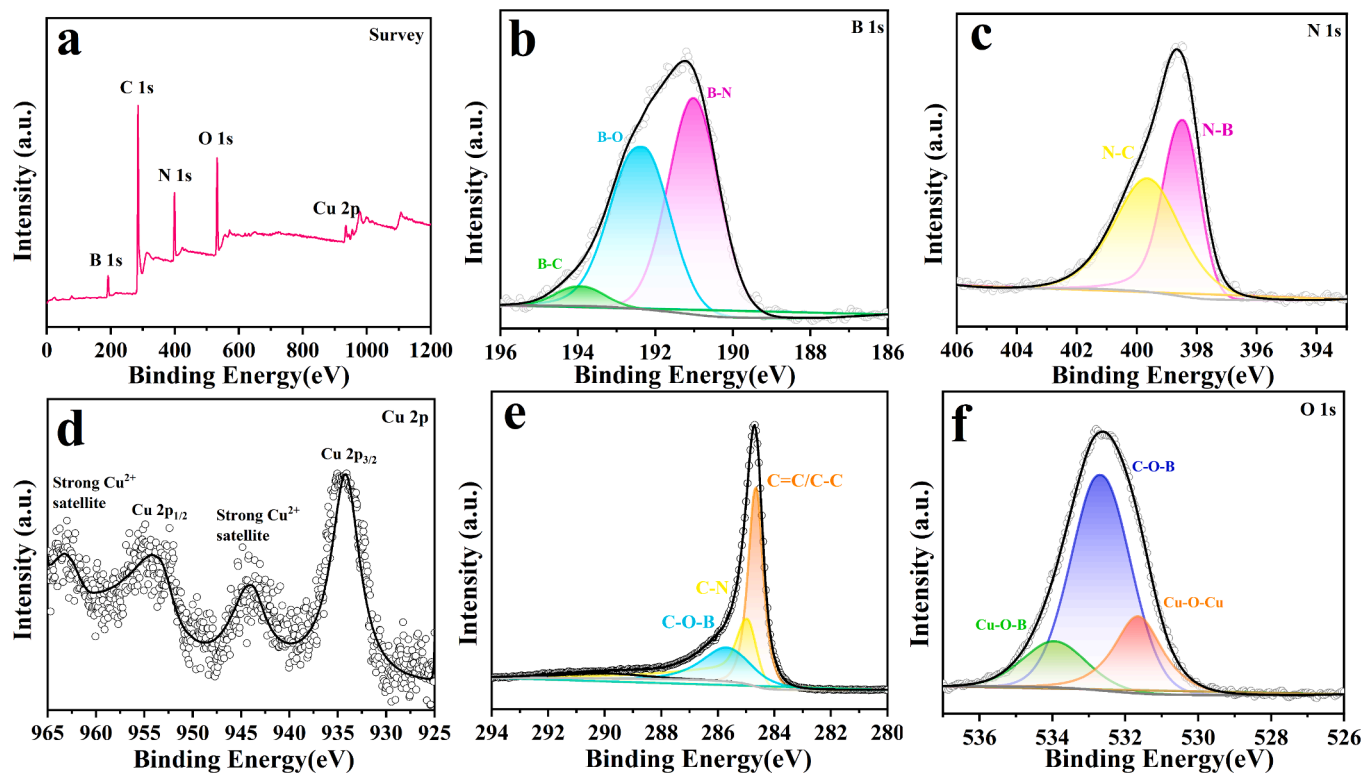 a
Survey
C 1s
O 1s
N 1s
Cu 2p
B 1s
Intensity (a.u.)
0 200 400 600 800 1000 1200
Binding Energy(eV)
b
B 1s
B-N
B-O
B-C
Intensity (a.u.)
196 194 192 190 188 186
Binding Energy(eV)
c
N 1s
N-B
N-C
Intensity (a.u.)
406 404 402 400 398 396 394
Binding Energy(eV)
d
Cu 2p
Cu 2p3/2
Strong Cu2+
satellite
Cu 2p1/2
Strong Cu2+
satellite
Intensity (a.u.)
965 960 955 950 945 940 935 930 925
Binding Energy(eV)
e
C=C/C-C
C-N
C-O-B
Intensity (a.u.)
294 292 290 288 286 284 282 280
Binding Energy(eV)
f
O 1s
C-O-B
Cu-O-Cu
Cu-O-B
Intensity (a.u.)
536 534 532 530 528 526
Binding Energy(eV)